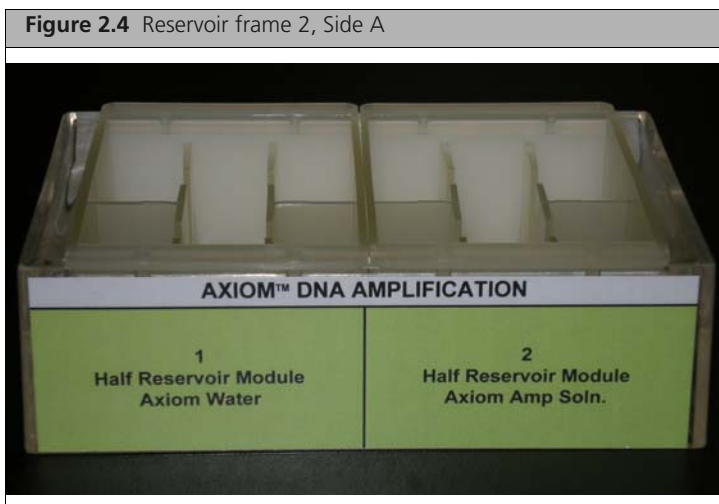 Figure 2.4 Reservoir frame 2, Side A
AXIOM™ DNA AMPLIFICATION
1
Half Reservoir Module
Axiom Water
2
Half Reservoir Module
Axiom Amp Soln.